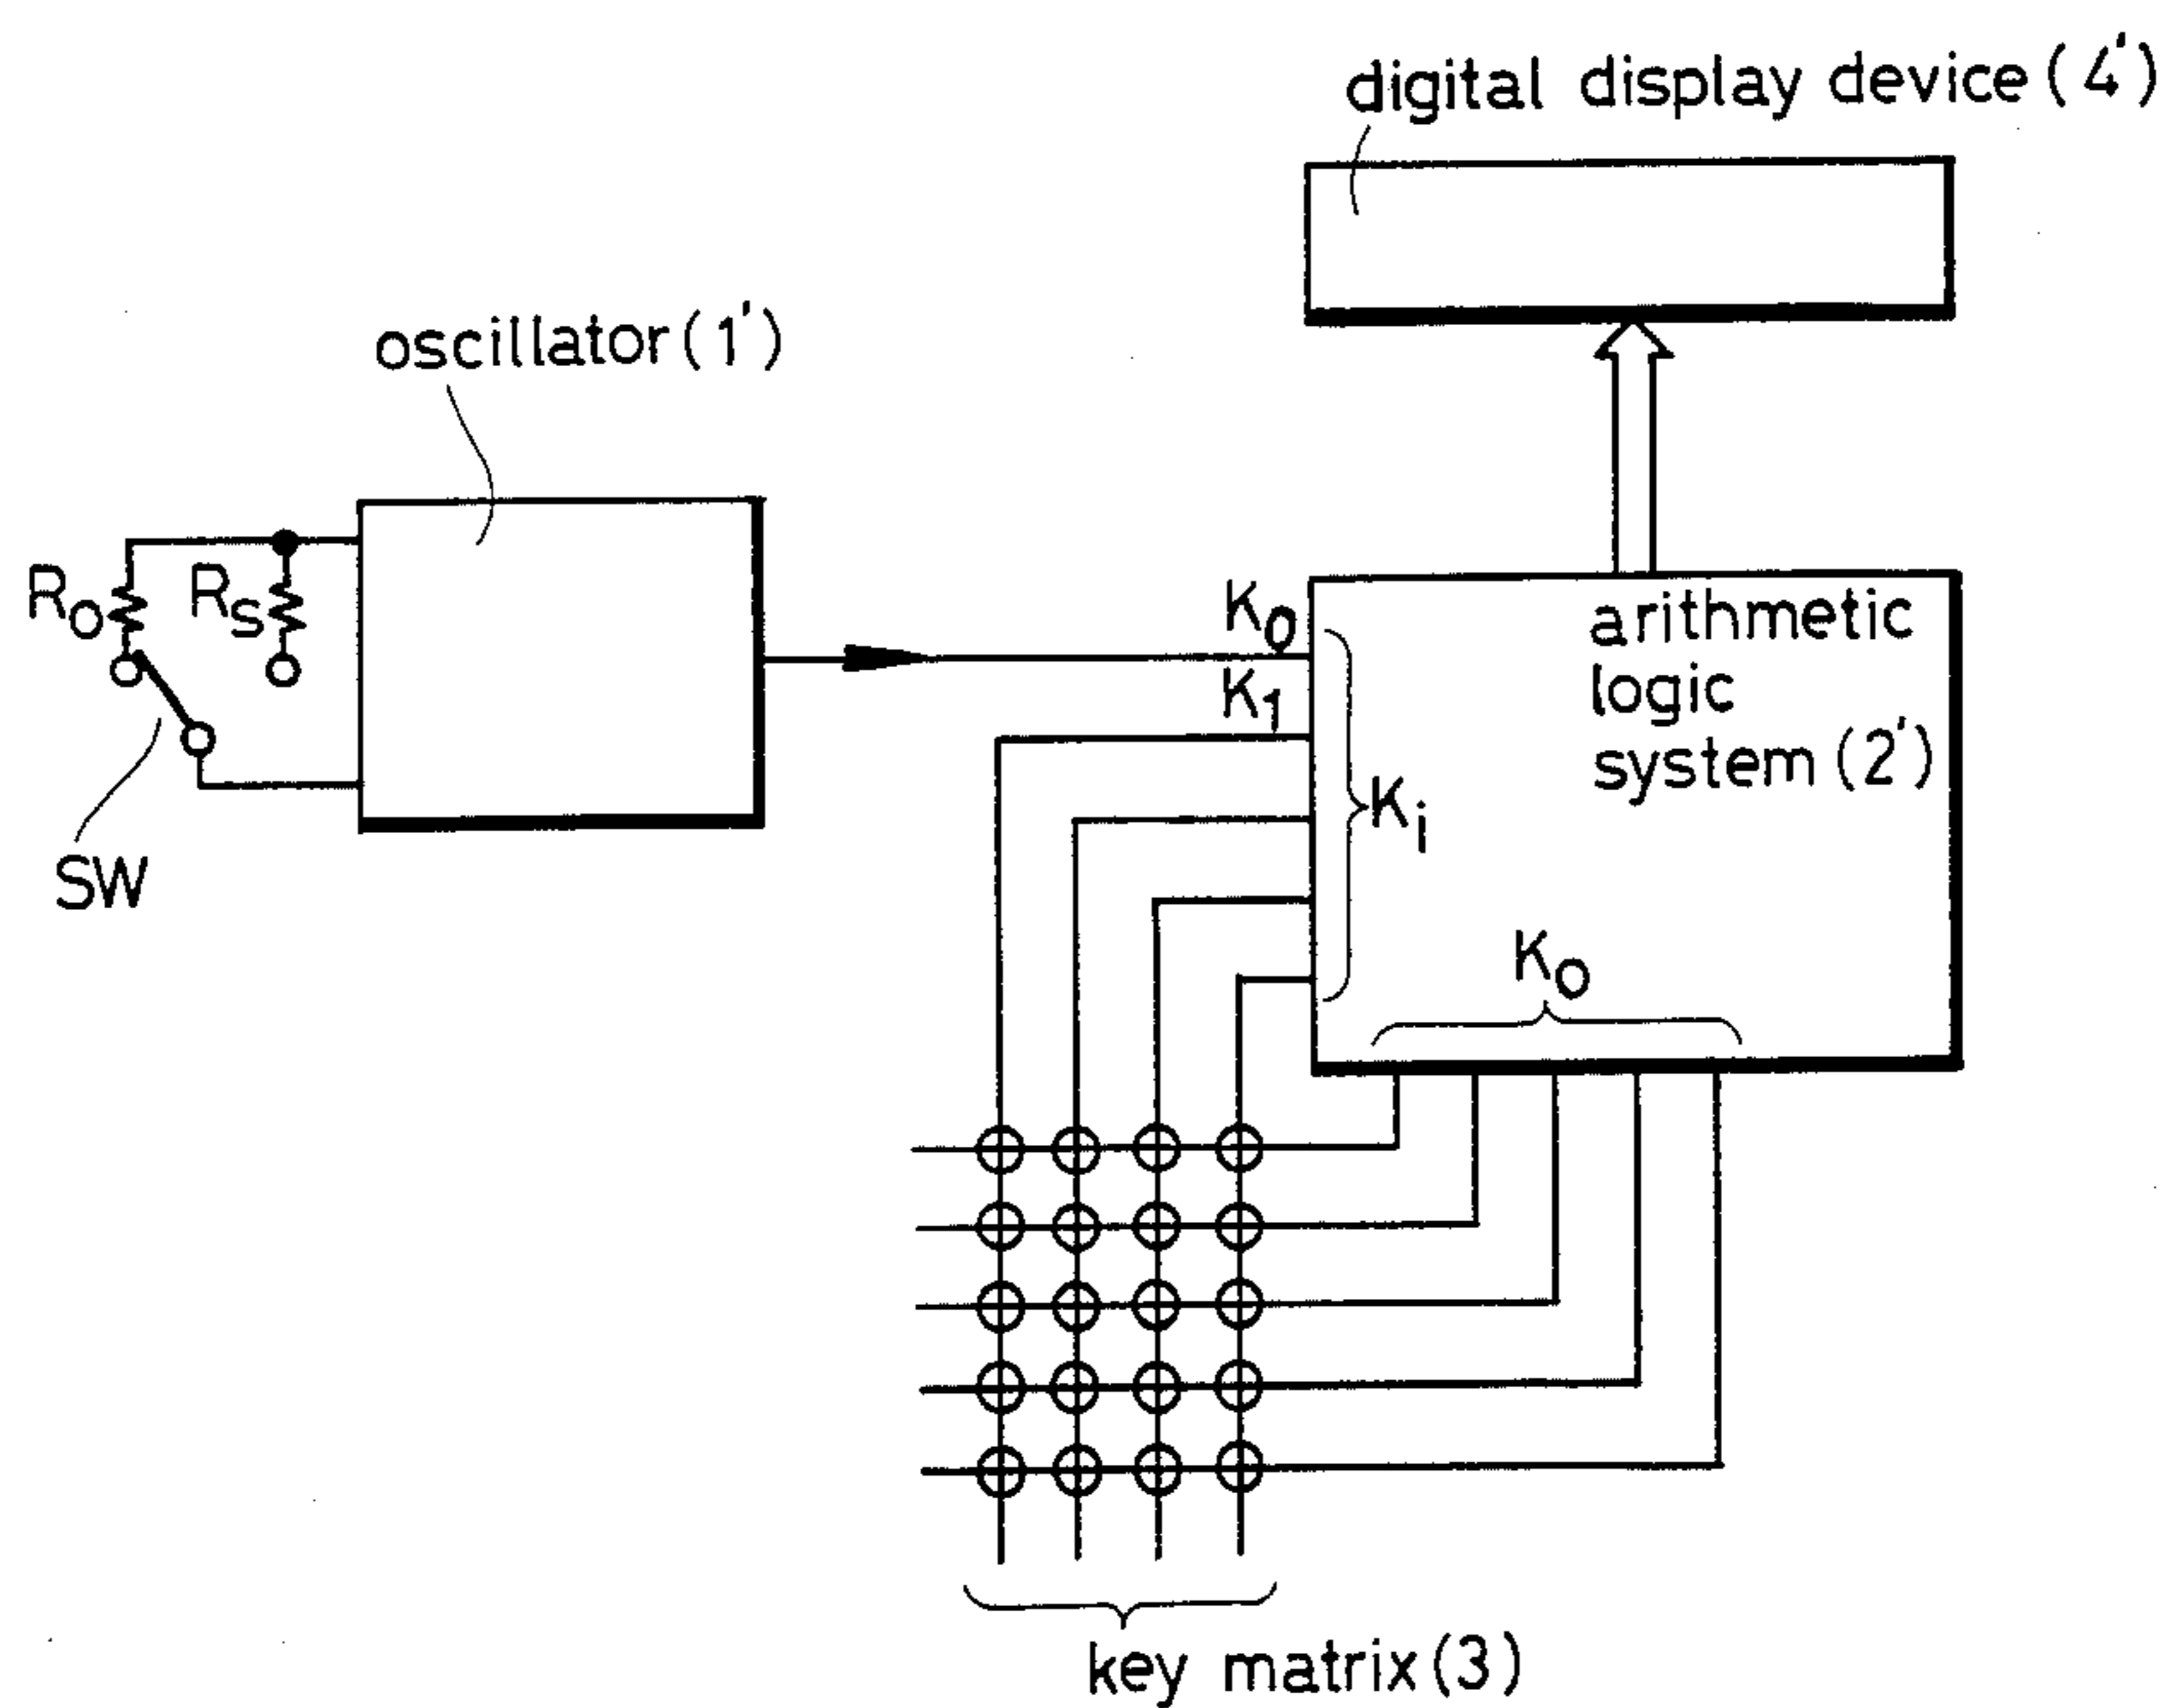 digital display device (4')
oscillator (1')
Ro
Rs
SW
K0
K1
Ki
arithmetic
logic
system (2')
Ko
key matrix (3)